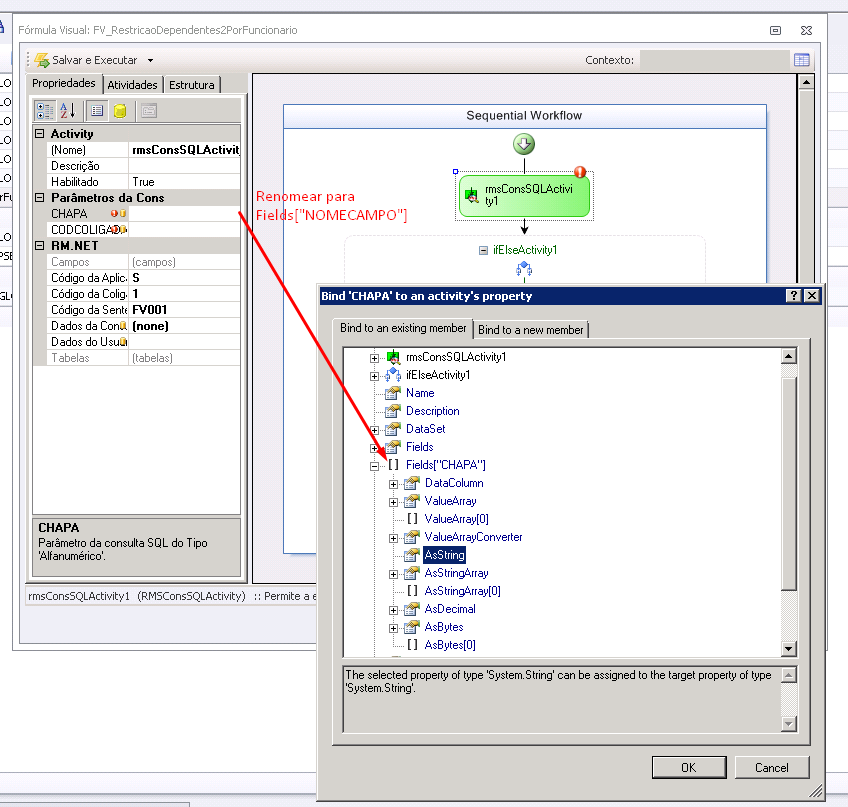 Fórmula Visual: FV_RestricaoDependentes2PorFuncionario
Salvar e Executar
Contexto:
Propriedades
Atividades
Estrutura
Activity
(Nome) rmsConsSQLActivit
Descrição
Habilitado True
Parâmetros da Cons
CHAPA
CODCOLIGAD
RM.NET
Campos (campos)
Código da Aplic S
Código da Colig 1
Código da Sente FV001
Dados da Con (none)
Dados do Usu
Tabelas (tabelas)
CHAPA
Parâmetro da consulta SQL do Tipo
'Alfanumérico'.
rmsConsSQLActivity1 (RMSConsSQLActivity) :: Permite a e
Sequential Workflow
rmsConsSQLActivi
ty1
ifElseActivity1
Renomear para
Fields["NOMECAMPO"]
Bind 'CHAPA' to an activity's property
Bind to an existing member
Bind to a new member
rmsConsSQLActivity1
ifElseActivity1
Name
Description
DataSet
Fields
Fields["CHAPA"]
DataColumn
ValueArray
ValueArray[0]
ValueArrayConverter
AsString
AsStringArray
AsStringArray[0]
AsDecimal
AsBytes
AsBytes[0]
The selected property of type 'System.String' can be assigned to the target property of type
'System.String'.
OK
Cancel